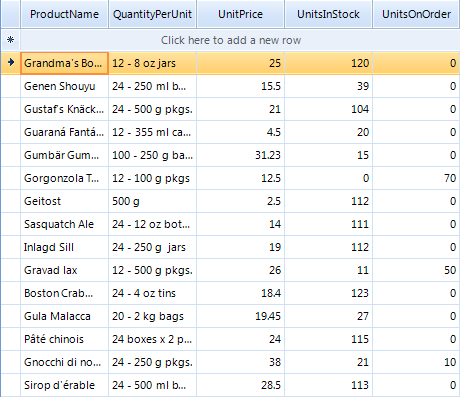 ProductName QuantityPerUnit UnitPrice UnitsInStock UnitsOnOrder
Click here to add a new row
Grandma's Bo... 12 - 8 oz jars 25 120 0
Genen Shouyu 24 - 250 ml b... 15.5 39 0
Gustaf's Knäck... 24 - 500 g pkgs. 21 104 0
Guaraná Fantá... 12 - 355 ml ca... 4.5 20 0
Gumbär Gum... 100 - 250 g ba... 31.23 15 0
Gorgonzola T... 12 - 100 g pkgs 12.5 0 70
Geitost 500 g 2.5 112 0
Sasquatch Ale 24 - 12 oz bot... 14 111 0
Inlagd Sill 24 - 250 g  jars 19 112 0
Gravad lax 12 - 500 g pkgs. 26 11 50
Boston Crab... 24 - 4 oz tins 18.4 123 0
Gula Malacca 20 - 2 kg bags 19.45 27 0
Pâté chinois 24 boxes x 2 p... 24 115 0
Gnocchi di no... 24 - 250 g pkgs. 38 21 10
Sirop d'érable 24 - 500 ml b... 28.5 113 0